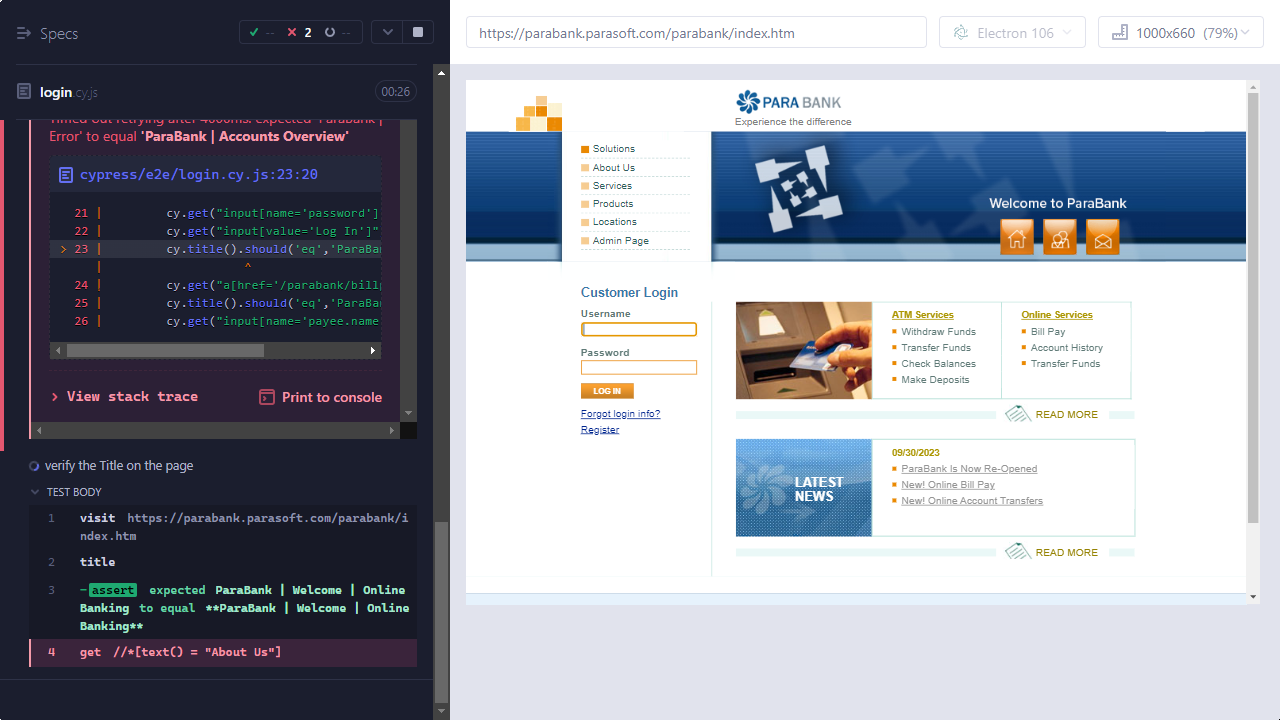 Specs
-- 2 --
login cy.js
00:26
Timed out retrying after 4000ms: expected 'ParaBank |
Error' to equal 'ParaBank | Accounts Overview'
cypress/e2e/login.cy.js:23:20
21 | cy.get("input[name='password']
22 | cy.get("input[value='Log In']"
> 23 | cy.title().should('eq','ParaBan
| ^
24 | cy.get("a[href='/parabank/billp
25 | cy.title().should('eq','ParaBan
26 | cy.get("input[name='payee.name
> View stack trace
Print to console
verify the Title on the page
TEST BODY
1 visit https://parabank.parasoft.com/parabank/i
ndex.htm
2 title
3 -assert expected ParaBank | Welcome | Online
Banking to equal **ParaBank | Welcome | Online
Banking**
4 get //*[text() = "About Us"]
https://parabank.parasoft.com/parabank/index.htm
Electron 106
1000x660 (79%)
PARA BANK
Experience the difference
Solutions
About Us
Services
Products
Locations
Admin Page
Welcome to ParaBank
Customer Login
Username
Password
LOG IN
Forgot login info?
Register
ATM Services
Withdraw Funds
Transfer Funds
Check Balances
Make Deposits
Online Services
Bill Pay
Account History
Transfer Funds
READ MORE
LATEST
NEWS
09/30/2023
ParaBank Is Now Re-Opened
New! Online Bill Pay
New! Online Account Transfers
READ MORE